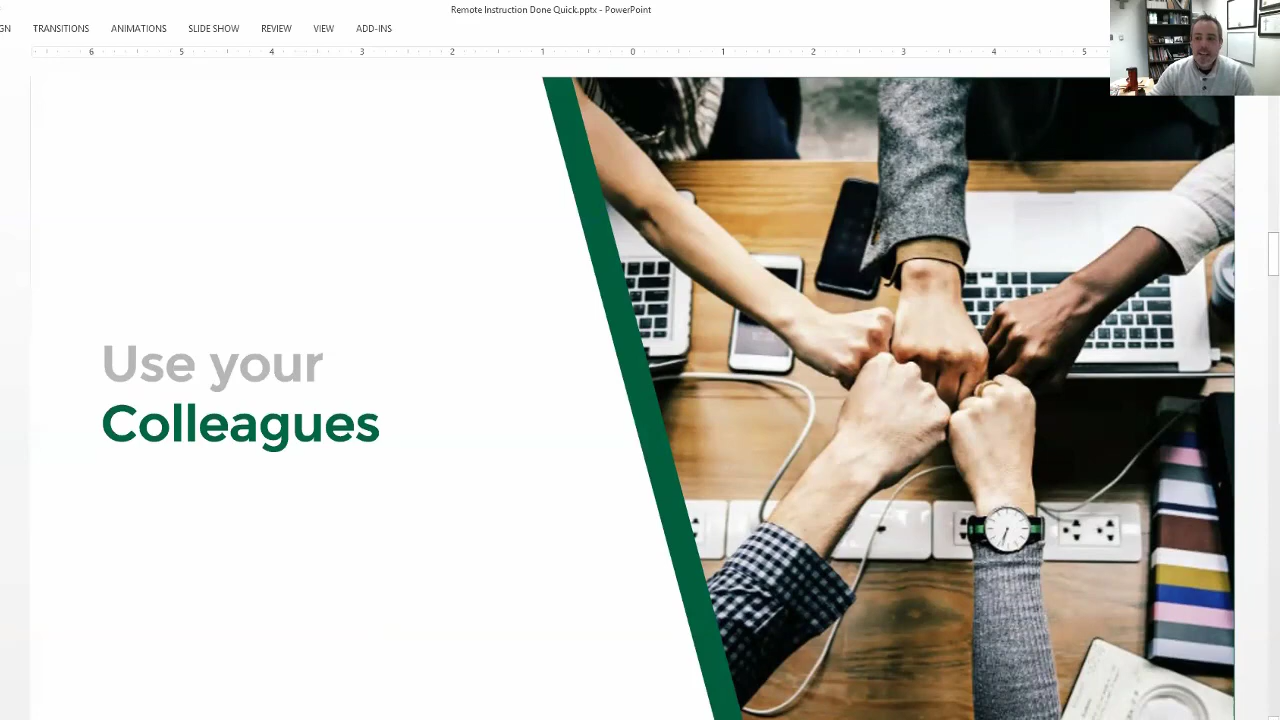 Remote Instruction Done Quick.pptx - PowerPoint
GN TRANSITIONS ANIMATIONS SLIDE SHOW REVIEW VIEW ADD-INS
6 5 4 3 2 1 0 1 2 3 4 5
Use your
Colleagues